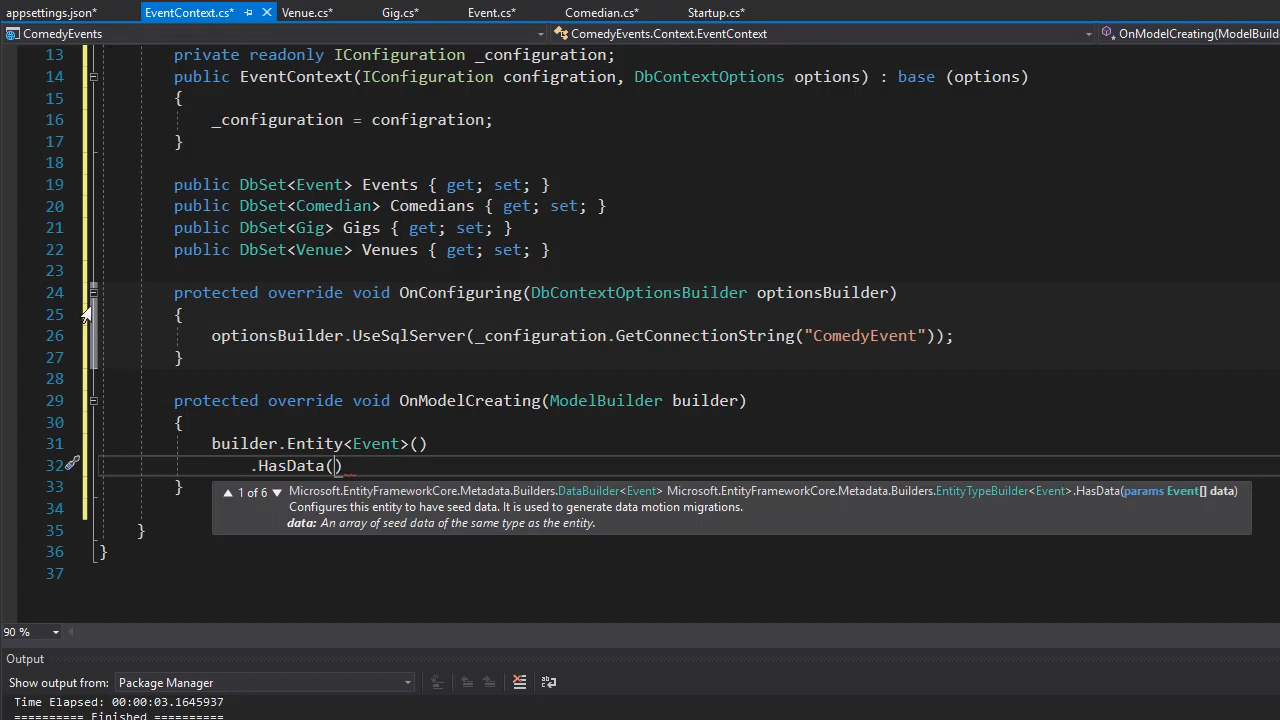 appsettings.json*
EventContext.cs*
Venue.cs*
Gig.cs*
Event.cs*
Comedian.cs*
Startup.cs*
ComedyEvents
ComedyEvents.Context.EventContext
OnModelCreating(ModelBuild
13 private readonly IConfiguration _configuration;
14 public EventContext(IConfiguration configration, DbContextOptions options) : base (options)
15 {
16 _configuration = configration;
17 }
18
19 public DbSet<Event> Events { get; set; }
20 public DbSet<Comedian> Comedians { get; set; }
21 public DbSet<Gig> Gigs { get; set; }
22 public DbSet<Venue> Venues { get; set; }
23
24 protected override void OnConfiguring(DbContextOptionsBuilder optionsBuilder)
25 {
26 optionsBuilder.UseSqlServer(_configuration.GetConnectionString("ComedyEvent"));
27 }
28
29 protected override void OnModelCreating(ModelBuilder builder)
30 {
31 builder.Entity<Event>()
32 .HasData()
33 }
34
35 }
36 }
37
▲ 1 of 6 ▼ Microsoft.EntityFrameworkCore.Metadata.Builders.DataBuilder<Event> Microsoft.EntityFrameworkCore.Metadata.Builders.EntityTypeBuilder<Event>.HasData(params Event[] data)
Configures this entity to have seed data. It is used to generate data motion migrations.
data: An array of seed data of the same type as the entity.
90 %
Output
Show output from: Package Manager
Time Elapsed: 00:00:03.1645937
========== Finished ==========